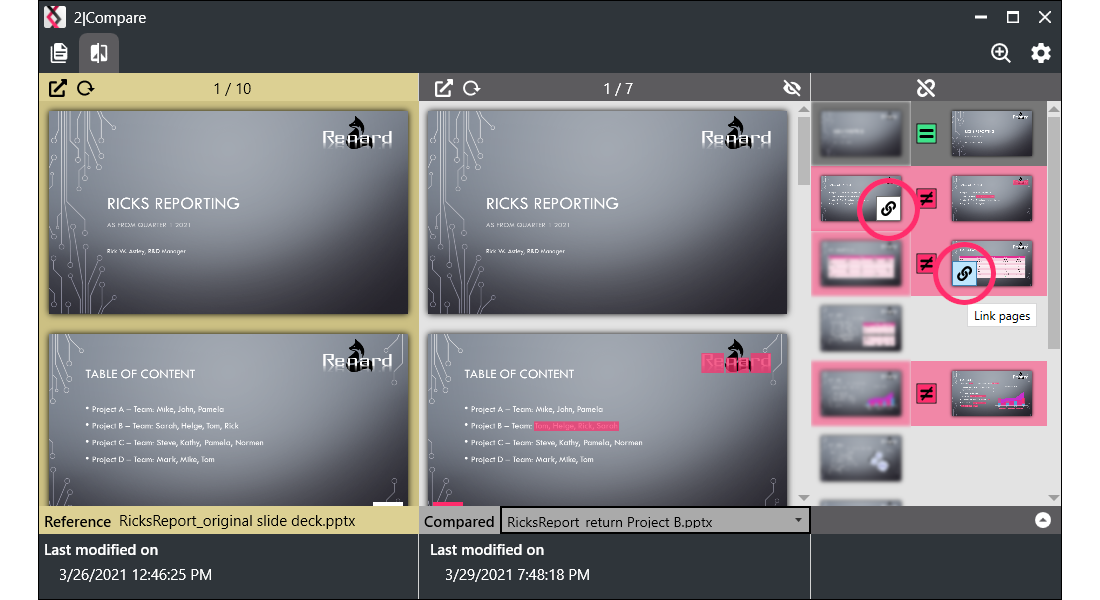 2|Compare
1 / 10
1 / 7
Renard
RICKS REPORTING
AS FROM QUARTER 1 2021
Rick W. Astley, R&D Manager
Renard
RICKS REPORTING
AS FROM QUARTER 1 2021
Rick W. Astley, R&D Manager
Renard
TABLE OF CONTENT
• Project A – Team: Mike, John, Pamela
• Project B – Team: Sarah, Helge, Tom, Rick
• Project C – Team: Steve, Kathy, Pamela, Normen
• Project D – Team: Mark, Mike, Tom
Renard
TABLE OF CONTENT
• Project A – Team: Mike, John, Pamela
• Project B – Team: Tom, Helge, Rick, Sarah
• Project C – Team: Steve, Kathy, Pamela, Normen
• Project D – Team: Mark, Mike, Tom
=
≠
≠
Link pages
≠
Reference RicksReport_original slide deck.pptx
Compared RicksReport_return Project B.pptx
Last modified on
3/26/2021 12:46:25 PM
Last modified on
3/29/2021 7:48:18 PM